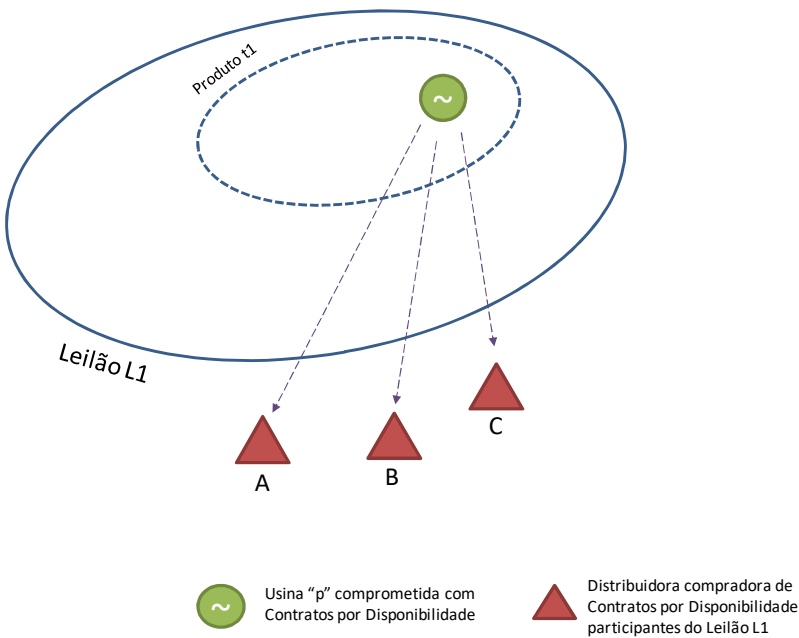 Produto t1
~
Leilão L1
A
B
C
~
Usina “p” comprometida com
Contratos por Disponibilidade
Distribuidora compradora de
Contratos por Disponibilidade
participantes do Leilão L1